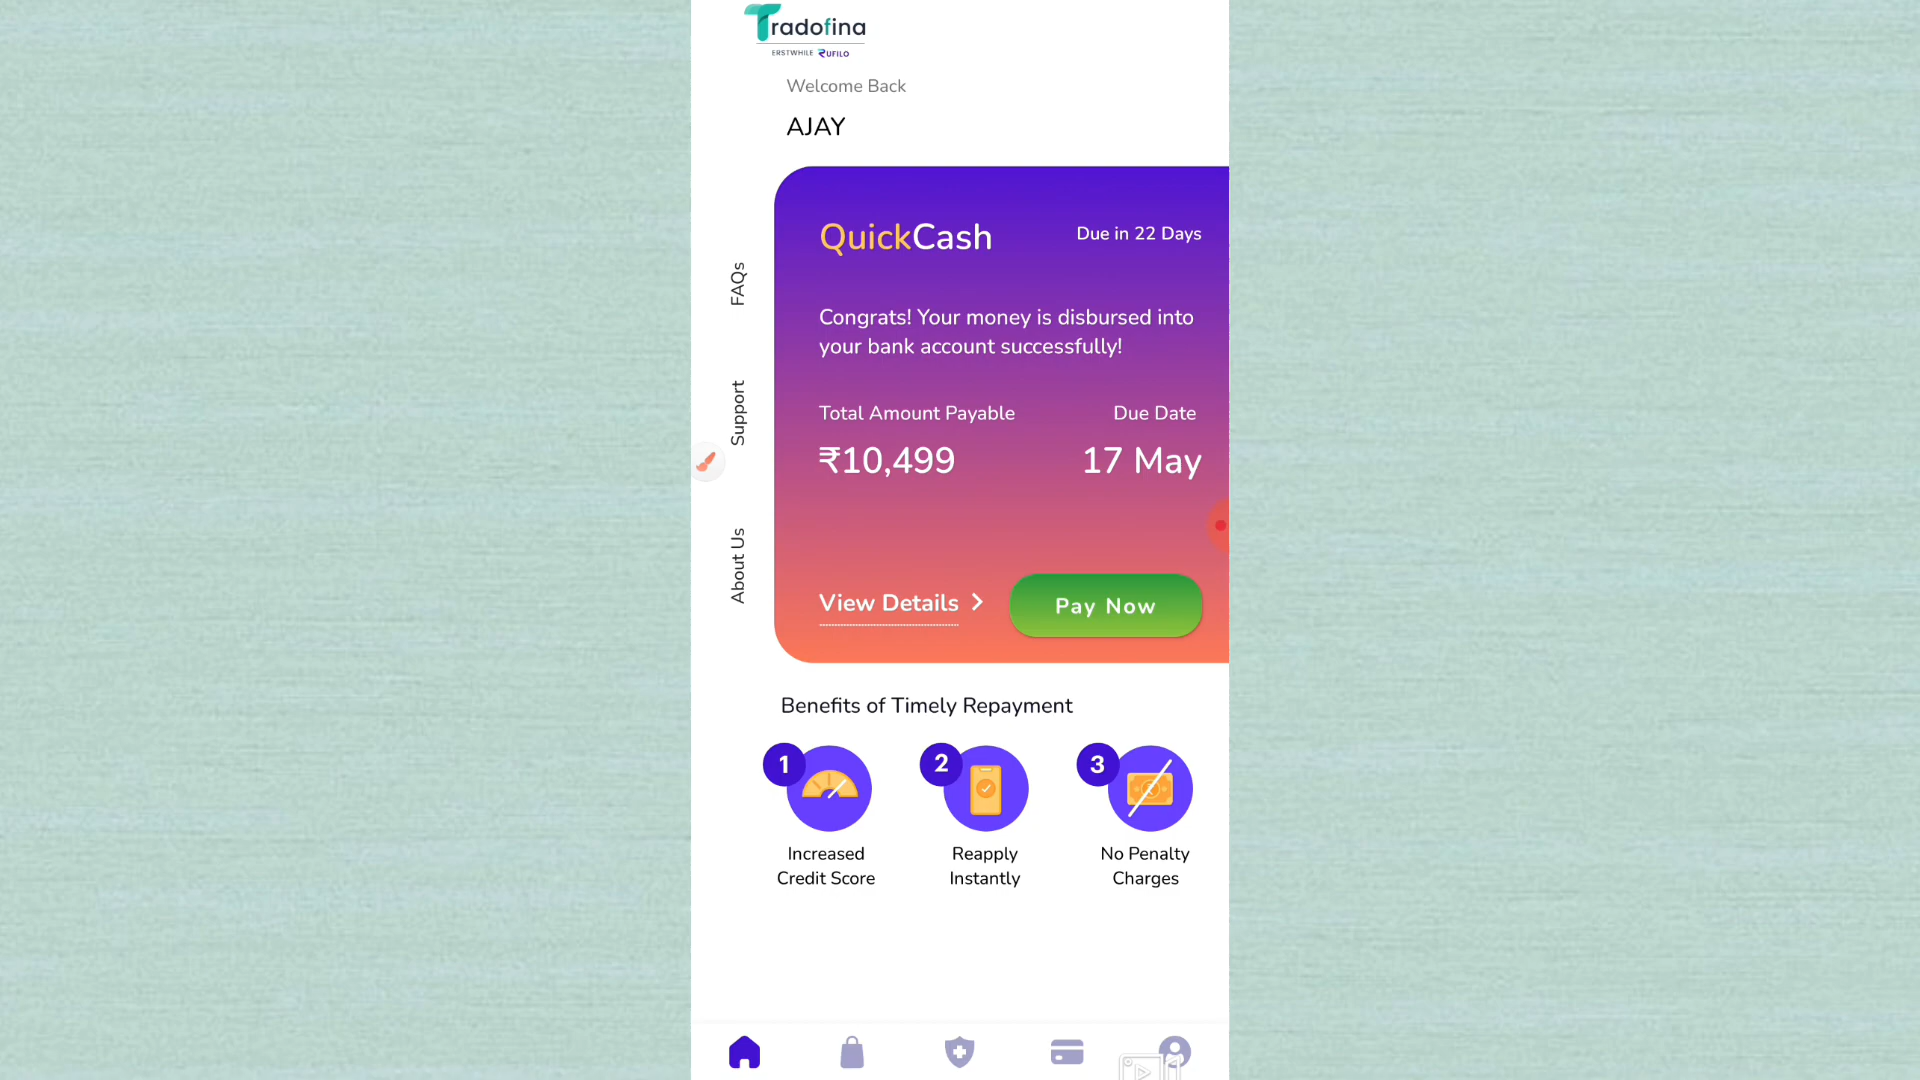 Tradofina
ERSTWHILE RUFILO
Welcome Back
AJAY
FAQs
Support
About Us
QuickCash
Due in 22 Days
Congrats! Your money is disbursed into
your bank account successfully!
Total Amount Payable
Due Date
₹10,499
17 May
View Details
Pay Now
Benefits of Timely Repayment
1
2
3
Increased
Credit Score
Reapply
Instantly
No Penalty
Charges